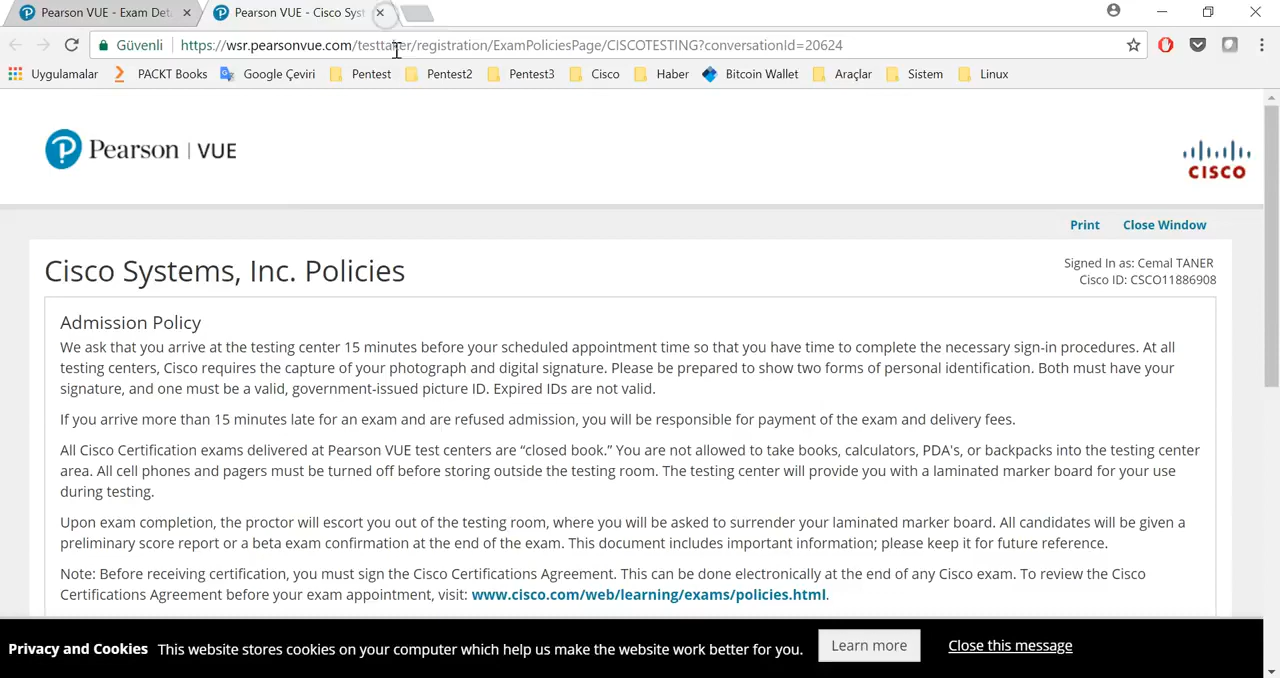 Pearson VUE - Exam Deta
Pearson VUE - Cisco Syst
Güvenli
https://wsr.pearsonvue.com/testtaker/registration/ExamPoliciesPage/CISCOTESTING?conversationId=20624
Uygulamalar
PACKT Books
Google Çeviri
Pentest
Pentest2
Pentest3
Cisco
Haber
Bitcoin Wallet
Araçlar
Sistem
Linux
Pearson | VUE
CISCO
Print
Close Window
Cisco Systems, Inc. Policies
Signed In as: Cemal TANER
Cisco ID: CSCO11886908
Admission Policy
We ask that you arrive at the testing center 15 minutes before your scheduled appointment time so that you have time to complete the necessary sign-in procedures. At all
testing centers, Cisco requires the capture of your photograph and digital signature. Please be prepared to show two forms of personal identification. Both must have your
signature, and one must be a valid, government-issued picture ID. Expired IDs are not valid.
If you arrive more than 15 minutes late for an exam and are refused admission, you will be responsible for payment of the exam and delivery fees.
All Cisco Certification exams delivered at Pearson VUE test centers are “closed book.” You are not allowed to take books, calculators, PDA's, or backpacks into the testing center
area. All cell phones and pagers must be turned off before storing outside the testing room. The testing center will provide you with a laminated marker board for your use
during testing.
Upon exam completion, the proctor will escort you out of the testing room, where you will be asked to surrender your laminated marker board. All candidates will be given a
preliminary score report or a beta exam confirmation at the end of the exam. This document includes important information; please keep it for future reference.
Note: Before receiving certification, you must sign the Cisco Certifications Agreement. This can be done electronically at the end of any Cisco exam. To review the Cisco
Certifications Agreement before your exam appointment, visit: www.cisco.com/web/learning/exams/policies.html.
Privacy and Cookies This website stores cookies on your computer which help us make the website work better for you.
Learn more
Close this message